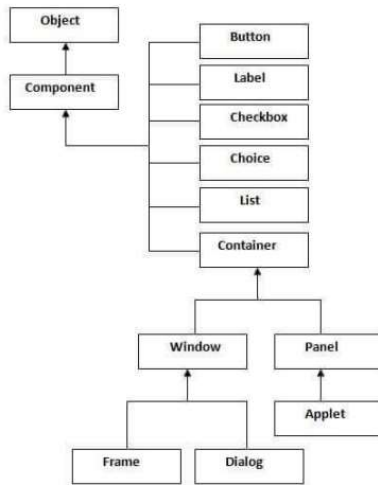 Object
Button
Label
Component
Checkbox
Choice
List
Container
Window
Panel
Applet
Frame
Dialog